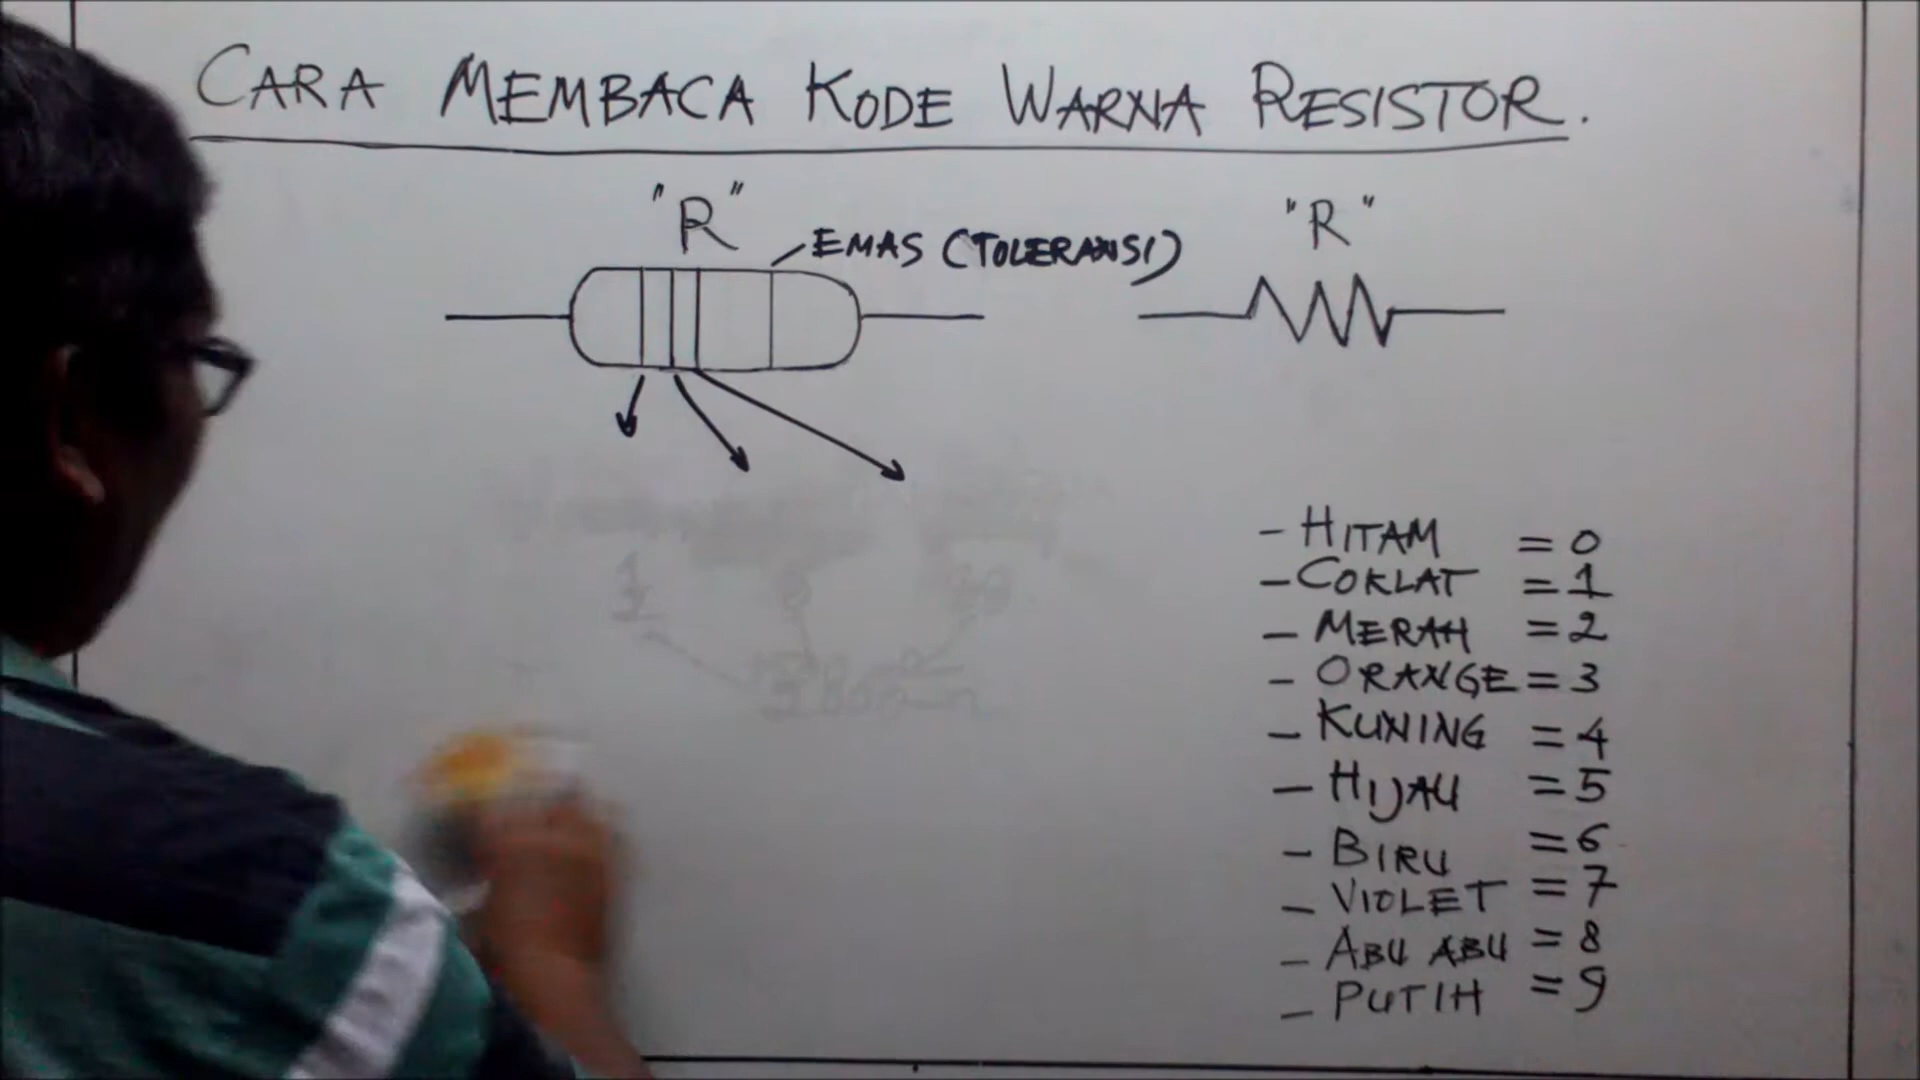 CARA MEMBACA KODE WARNA RESISTOR.
"R"
EMAS (TOLERANSI)
"R"
- HITAM = 0
- COKLAT = 1
- MERAH = 2
- ORANGE = 3
- KUNING = 4
- HIJAU = 5
- BIRU = 6
- VIOLET = 7
- ABU ABU = 8
- PUTIH = 9